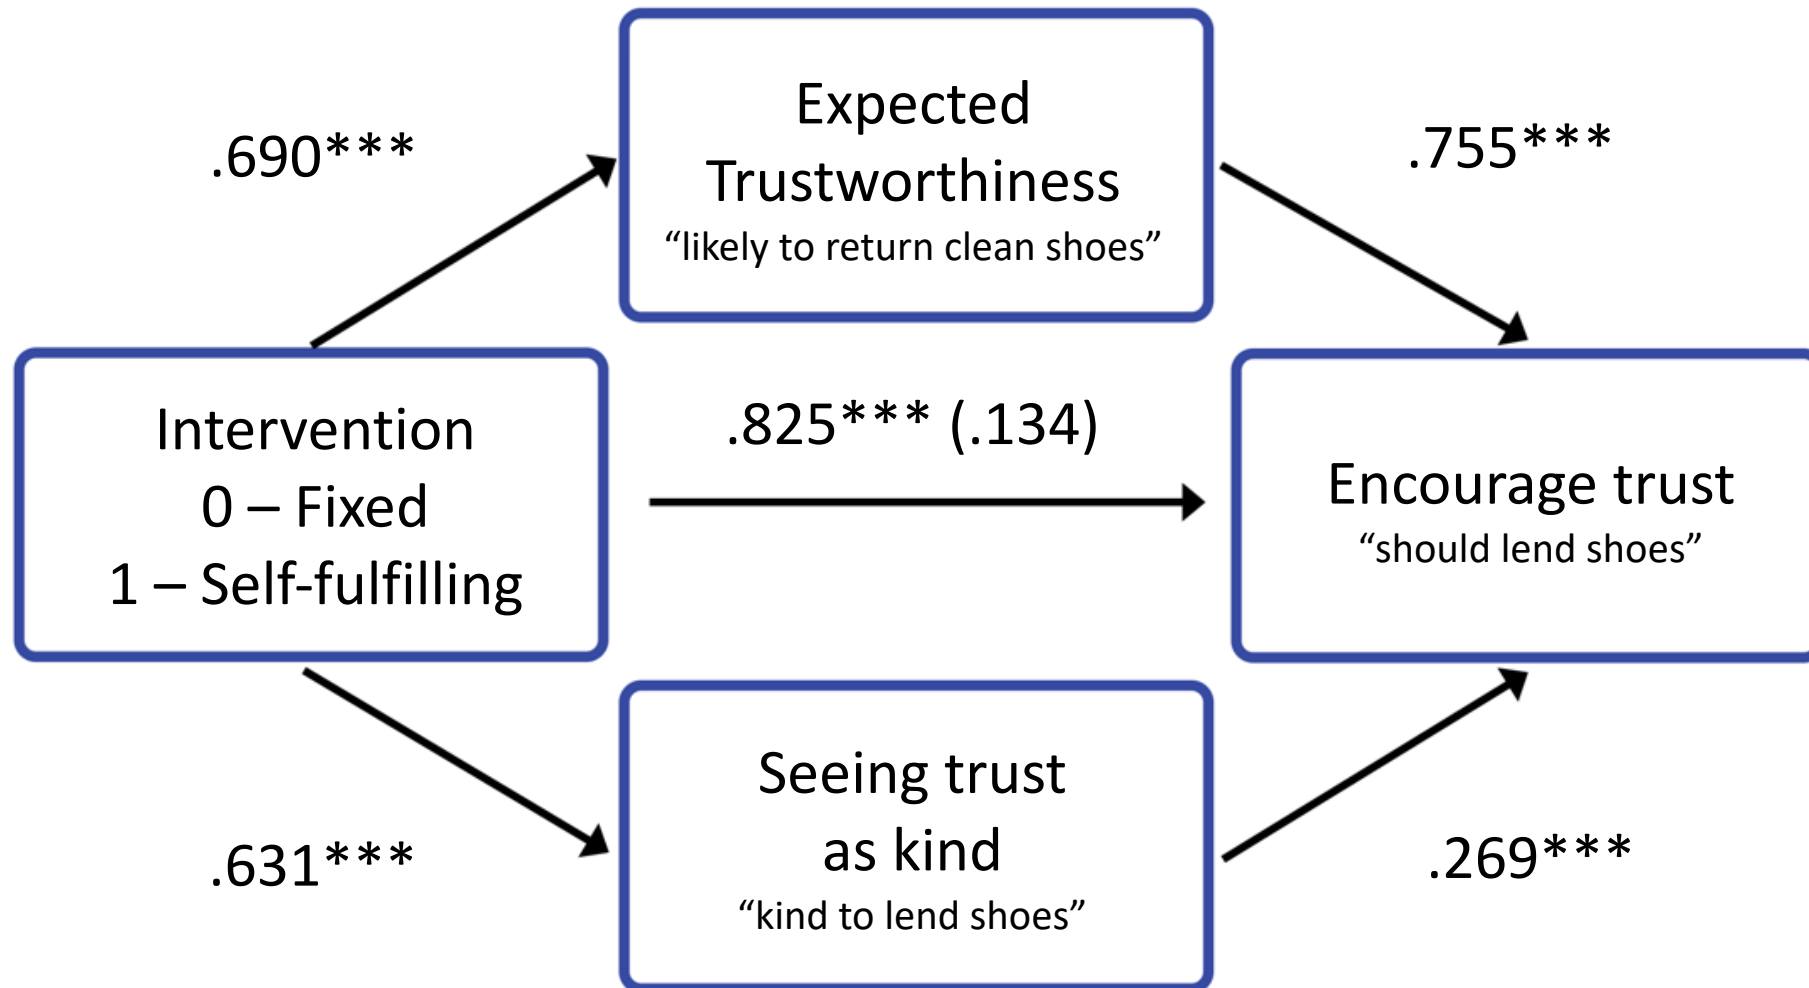 Expected
Trustworthiness
“likely to return clean shoes”
.690***
.755***
Intervention
0 – Fixed
1 – Self-fulfilling
.825*** (.134)
Encourage trust
“should lend shoes”
Seeing trust
as kind
“kind to lend shoes”
.631***
.269***